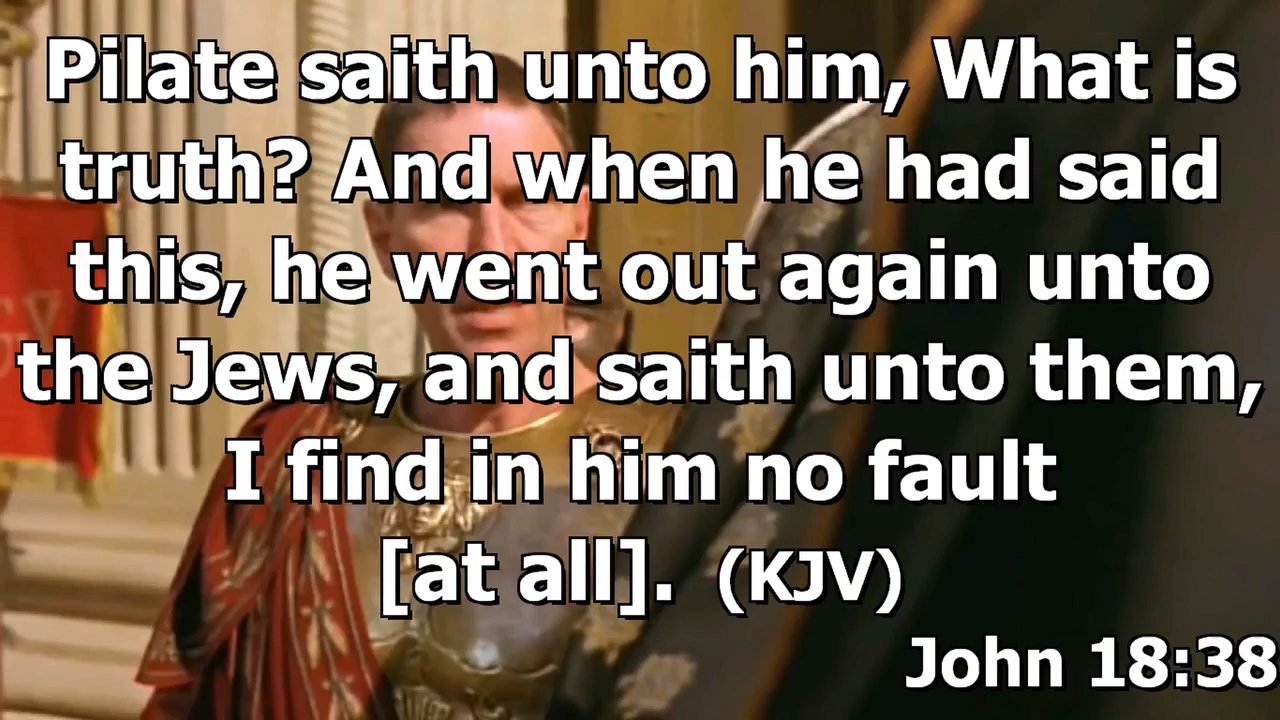 Pilate saith unto him, What is
truth? And when he had said
this, he went out again unto
the Jews, and saith unto them,
I find in him no fault
[at all]. (KJV)
John 18:38